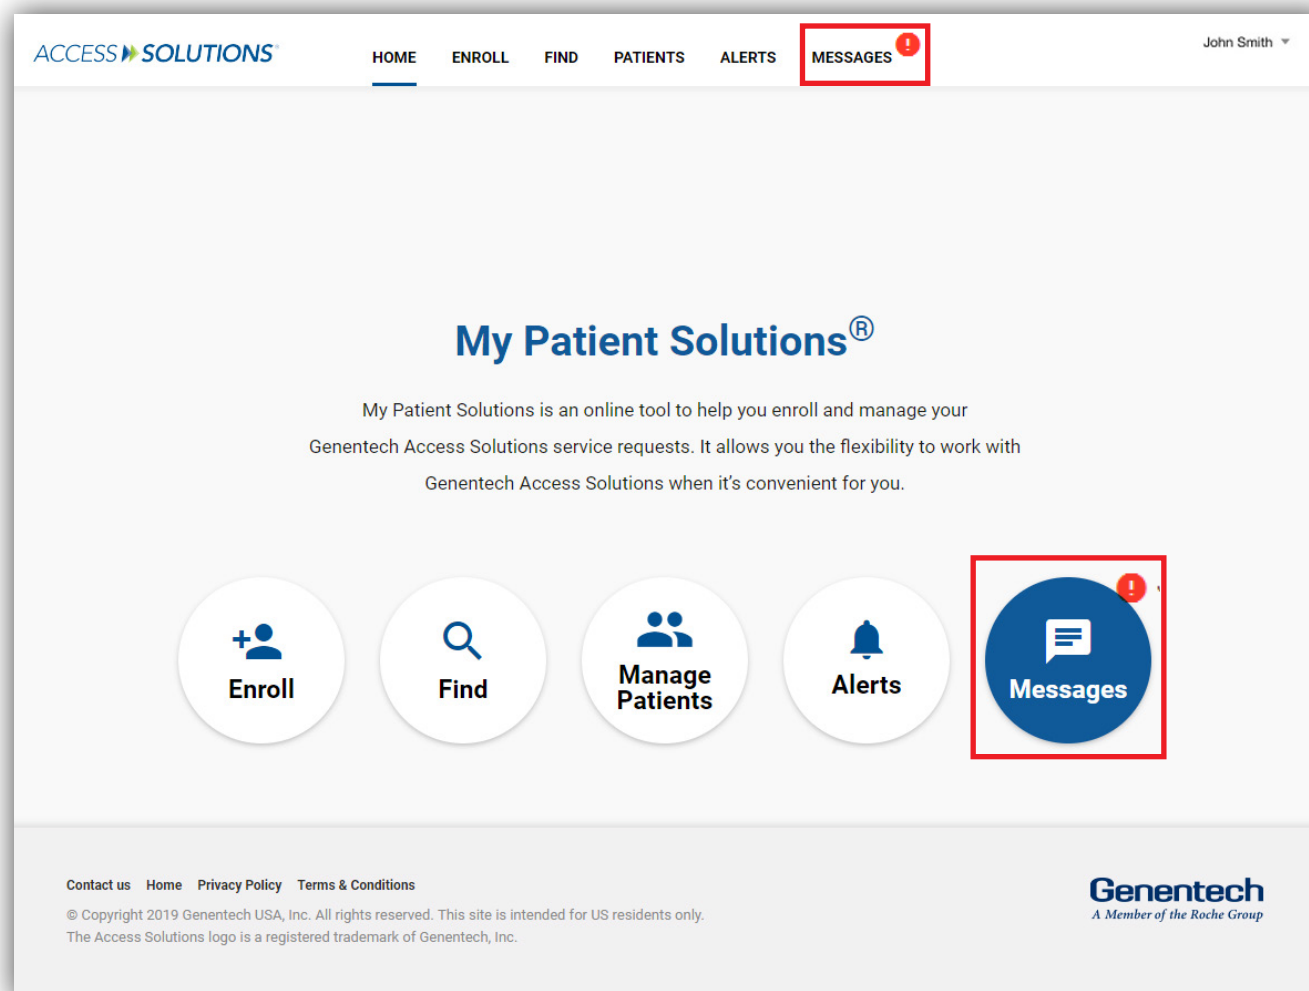 ACCESS SOLUTIONS®
HOME ENROLL FIND PATIENTS ALERTS MESSAGES !
John Smith
My Patient Solutions®
My Patient Solutions is an online tool to help you enroll and manage your
Genentech Access Solutions service requests. It allows you the flexibility to work with
Genentech Access Solutions when it's convenient for you.
Enroll
Find
Manage
Patients
Alerts
!
Messages
Contact us Home Privacy Policy Terms & Conditions
© Copyright 2019 Genentech USA, Inc. All rights reserved. This site is intended for US residents only.
The Access Solutions logo is a registered trademark of Genentech, Inc.
Genentech
A Member of the Roche Group